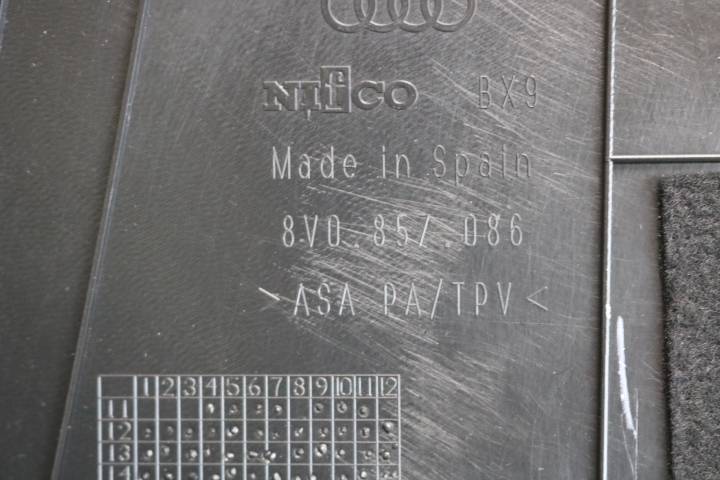 NIfCO BX9
Made in Spain
8V0.857.086
>ASA PA/TPV<
1 2 3 4 5 6 7 8 9 10 11 12
11
12
13
14